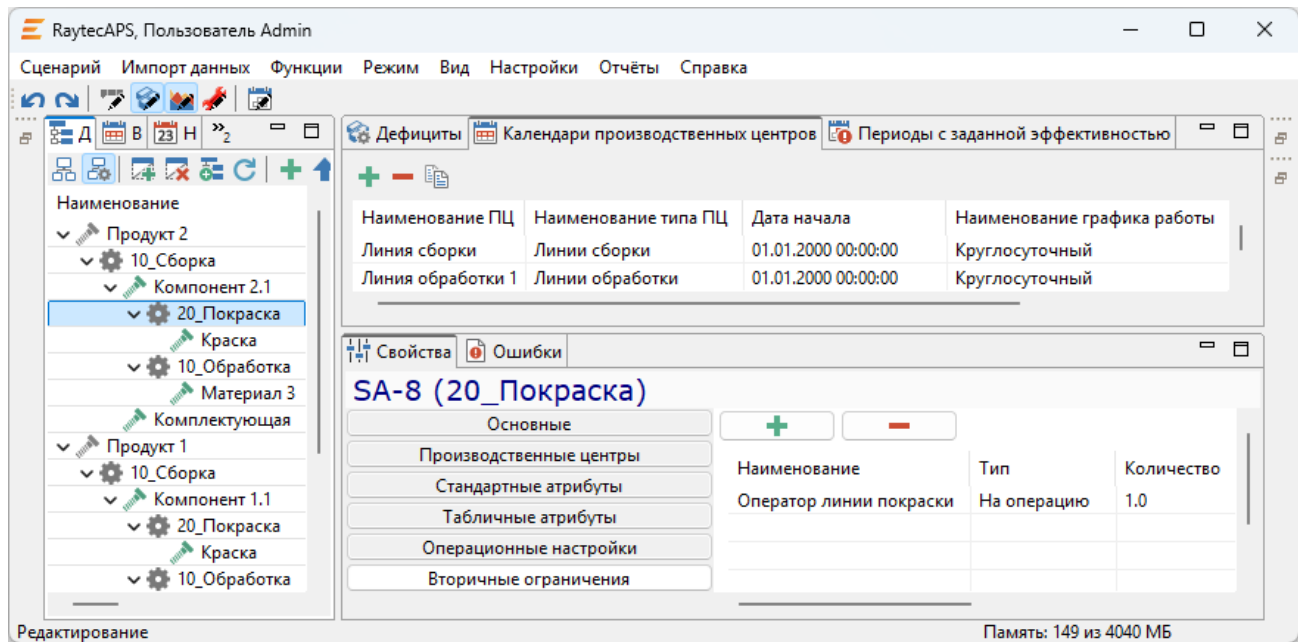 RaytecAPS, Пользователь Admin
Сценарий Импорт данных Функции Режим Вид Настройки Отчёты Справка
Д В 23 Н »2
Наименование
Продукт 2
10_Сборка
Компонент 2.1
20_Покраска
Краска
10_Обработка
Материал 3
Комплектующая
Продукт 1
10_Сборка
Компонент 1.1
20_Покраска
Краска
10_Обработка
Дефициты Календари производственных центров Периоды с заданной эффективностью
Наименование ПЦ Наименование типа ПЦ Дата начала Наименование графика работы
Линия сборки Линии сборки 01.01.2000 00:00:00 Круглосуточный
Линия обработки 1 Линии обработки 01.01.2000 00:00:00 Круглосуточный
Свойства Ошибки
SA-8 (20_Покраска)
Основные
Производственные центры
Стандартные атрибуты
Табличные атрибуты
Операционные настройки
Вторичные ограничения
Наименование Тип Количество
Оператор линии покраски На операцию 1.0
Редактирование
Память: 149 из 4040 МБ